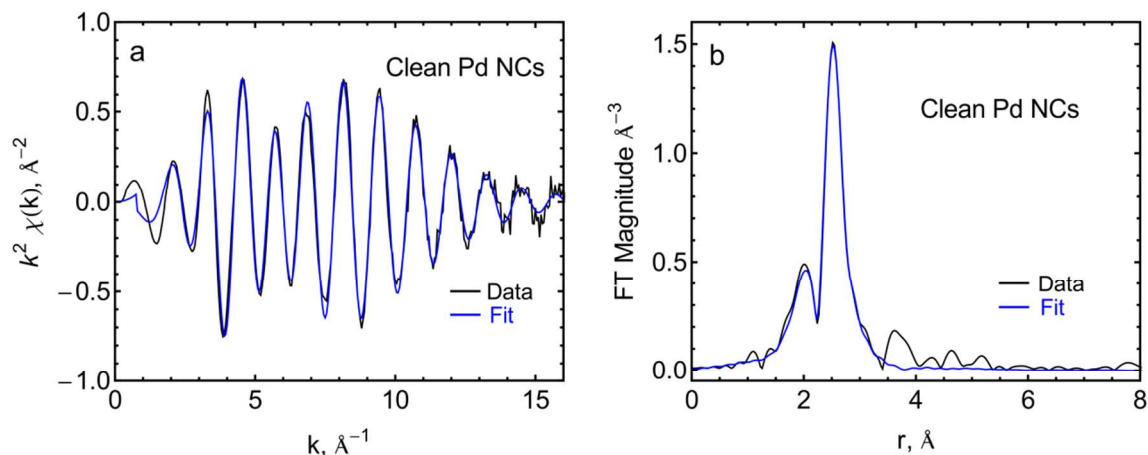 1.0
0.5
0.0
−0.5
−1.0
k² χ(k), Å⁻²
a
Clean Pd NCs
Data
Fit
0 5 10 15
k, Å⁻¹
1.5
1.0
0.5
0.0
FT Magnitude Å⁻³
b
Clean Pd NCs
Data
Fit
0 2 4 6 8
r, Å